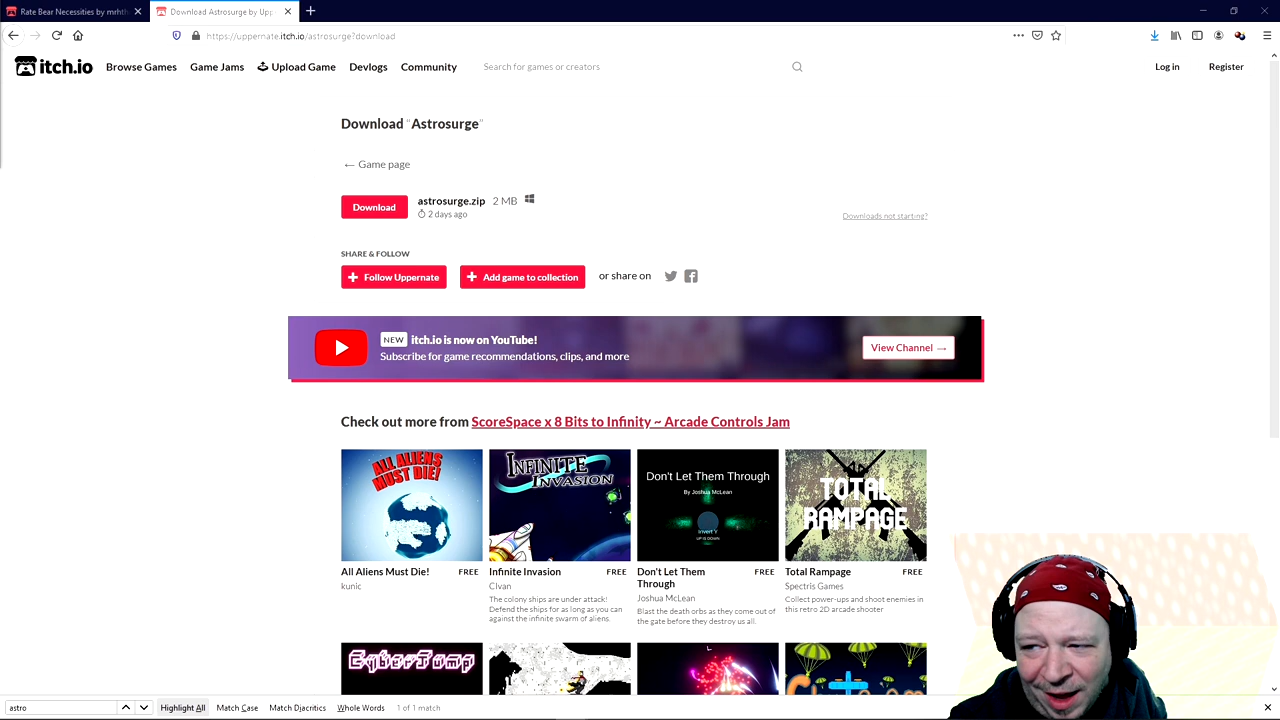 Rate Bear Necessities by mrhth
Download Astrosurge by Upp
https://uppernate.itch.io/astrosurge?download
itch.io
Browse Games
Game Jams
Upload Game
Devlogs
Community
Search for games or creators
Log in
Register
Download "Astrosurge"
← Game page
Download
astrosurge.zip 2 MB
2 days ago
Downloads not starting?
SHARE & FOLLOW
Follow Uppernate
Add game to collection
or share on
NEW itch.io is now on YouTube!
Subscribe for game recommendations, clips, and more
View Channel →
Check out more from ScoreSpace x 8 Bits to Infinity ~ Arcade Controls Jam
ALL ALIENS
MUST DIE!
INFINITE
INVASION
Don't Let Them Through
By Joshua McLean
Invert Y
UP IS DOWN
TOTAL
RAMPAGE
All Aliens Must Die!
FREE
kunic
Infinite Invasion
FREE
CIvan
The colony ships are under attack!
Defend the ships for as long as you can
against the infinite swarm of aliens.
Don't Let Them
Through
FREE
Joshua McLean
Blast the death orbs as they come out of
the gate before they destroy us all.
Total Rampage
FREE
Spectris Games
Collect power-ups and shoot enemies in
this retro 2D arcade shooter
CyberJump
astro
Highlight All
Match Case
Match Diacritics
Whole Words
1 of 1 match